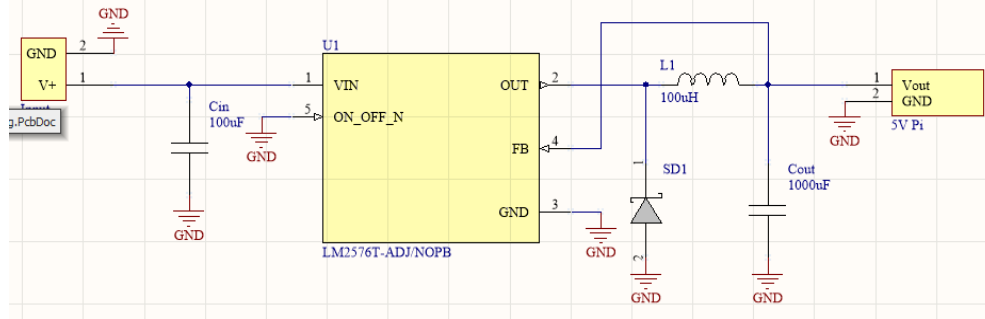 GND
GND 2
V+ 1
g.PcbDoc
Cin
100uF
GND
5
GND
U1
1 VIN
ON_OFF_N
OUT 2
FB 4
GND 3
LM2576T-ADJ/NOPB
GND
L1
100uH
1
SD1
2
GND
Cout
1000uF
GND
1 Vout
2 GND
5V Pi
GND